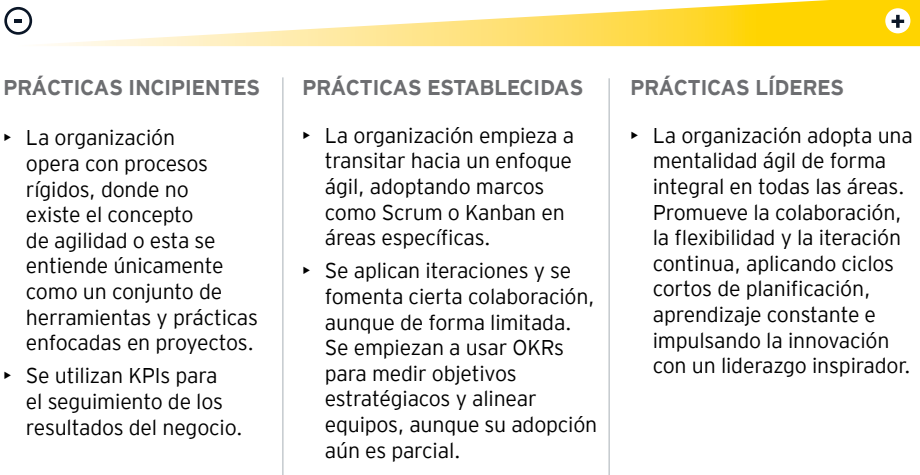 PRÁCTICAS INCIPIENTES
‣ La organización
opera con procesos
rígidos, donde no
existe el concepto
de agilidad o esta se
entiende únicamente
como un conjunto de
herramientas y prácticas
enfocadas en proyectos.
‣ Se utilizan KPIs para
el seguimiento de los
resultados del negocio.
PRÁCTICAS ESTABLECIDAS
‣ La organización empieza a
transitar hacia un enfoque
ágil, adoptando marcos
como Scrum o Kanban en
áreas específicas.
‣ Se aplican iteraciones y se
fomenta cierta colaboración,
aunque de forma limitada.
Se empiezan a usar OKRs
para medir objetivos
estratégiacos y alinear
equipos, aunque su adopción
aún es parcial.
PRÁCTICAS LÍDERES
‣ La organización adopta una
mentalidad ágil de forma
integral en todas las áreas.
Promueve la colaboración,
la flexibilidad y la iteración
continua, aplicando ciclos
cortos de planificación,
aprendizaje constante e
impulsando la innovación
con un liderazgo inspirador.